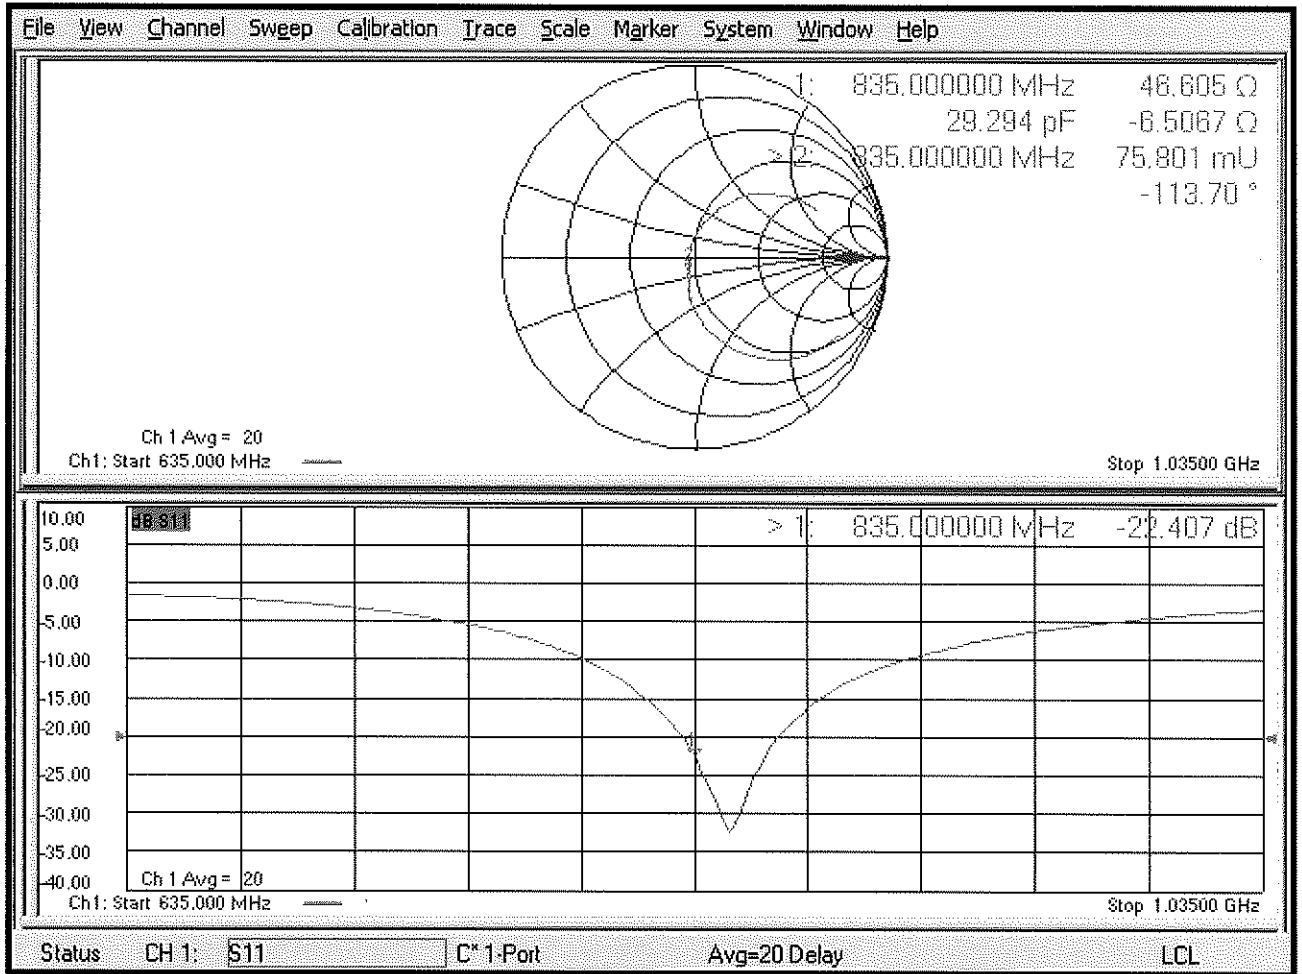 File View Channel Sweep Calibration Trace Scale Marker System Window Help
1: 835.000000 MHz 46.605 Ω
29.294 pF -6.5067 Ω
> 2: 835.000000 MHz 75.801 mU
-113.70 °
Ch 1 Avg = 20
Ch1: Start 635.000 MHz Stop 1.03500 GHz
10.00 dB S11 > 1: 835.000000 MHz -22.407 dB
5.00
0.00
-5.00
-10.00
-15.00
-20.00
-25.00
-30.00
-35.00
-40.00 Ch 1 Avg = 20
Ch1: Start 635.000 MHz Stop 1.03500 GHz
Status CH 1: S11 C* 1-Port Avg=20 Delay LCL